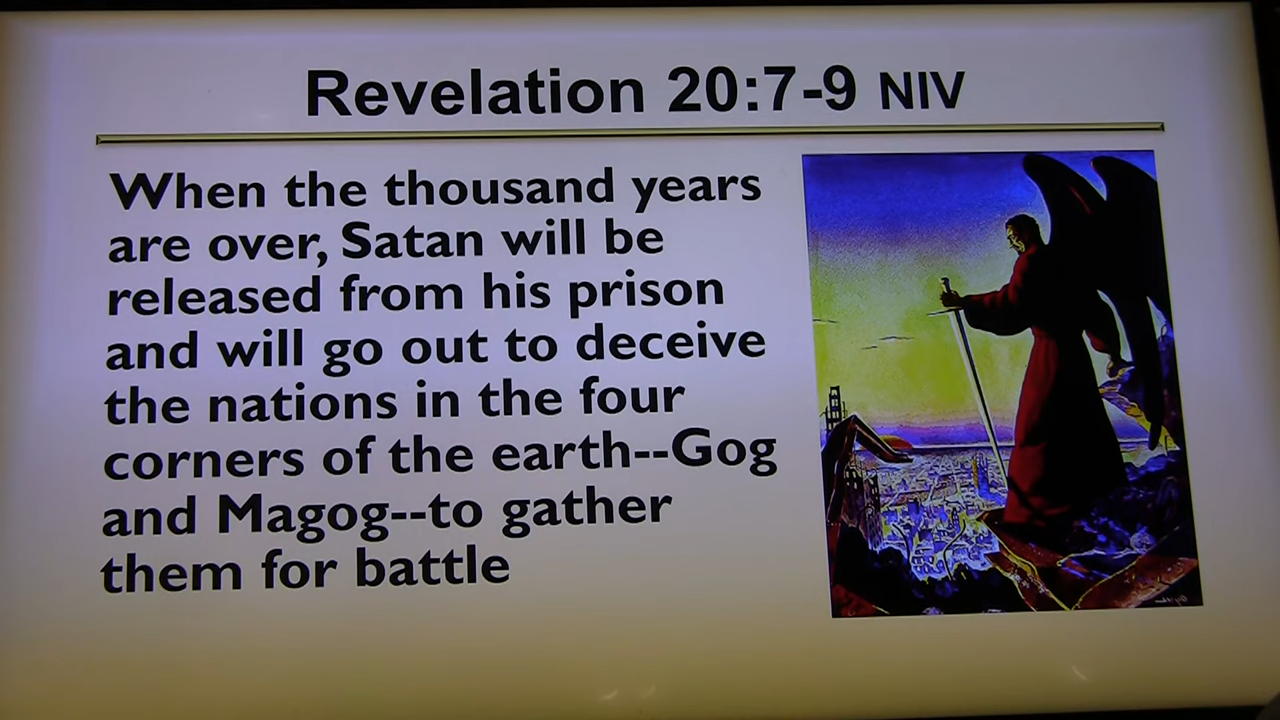 Revelation 20:7-9 NIV
When the thousand years
are over, Satan will be
released from his prison
and will go out to deceive
the nations in the four
corners of the earth--Gog
and Magog--to gather
them for battle